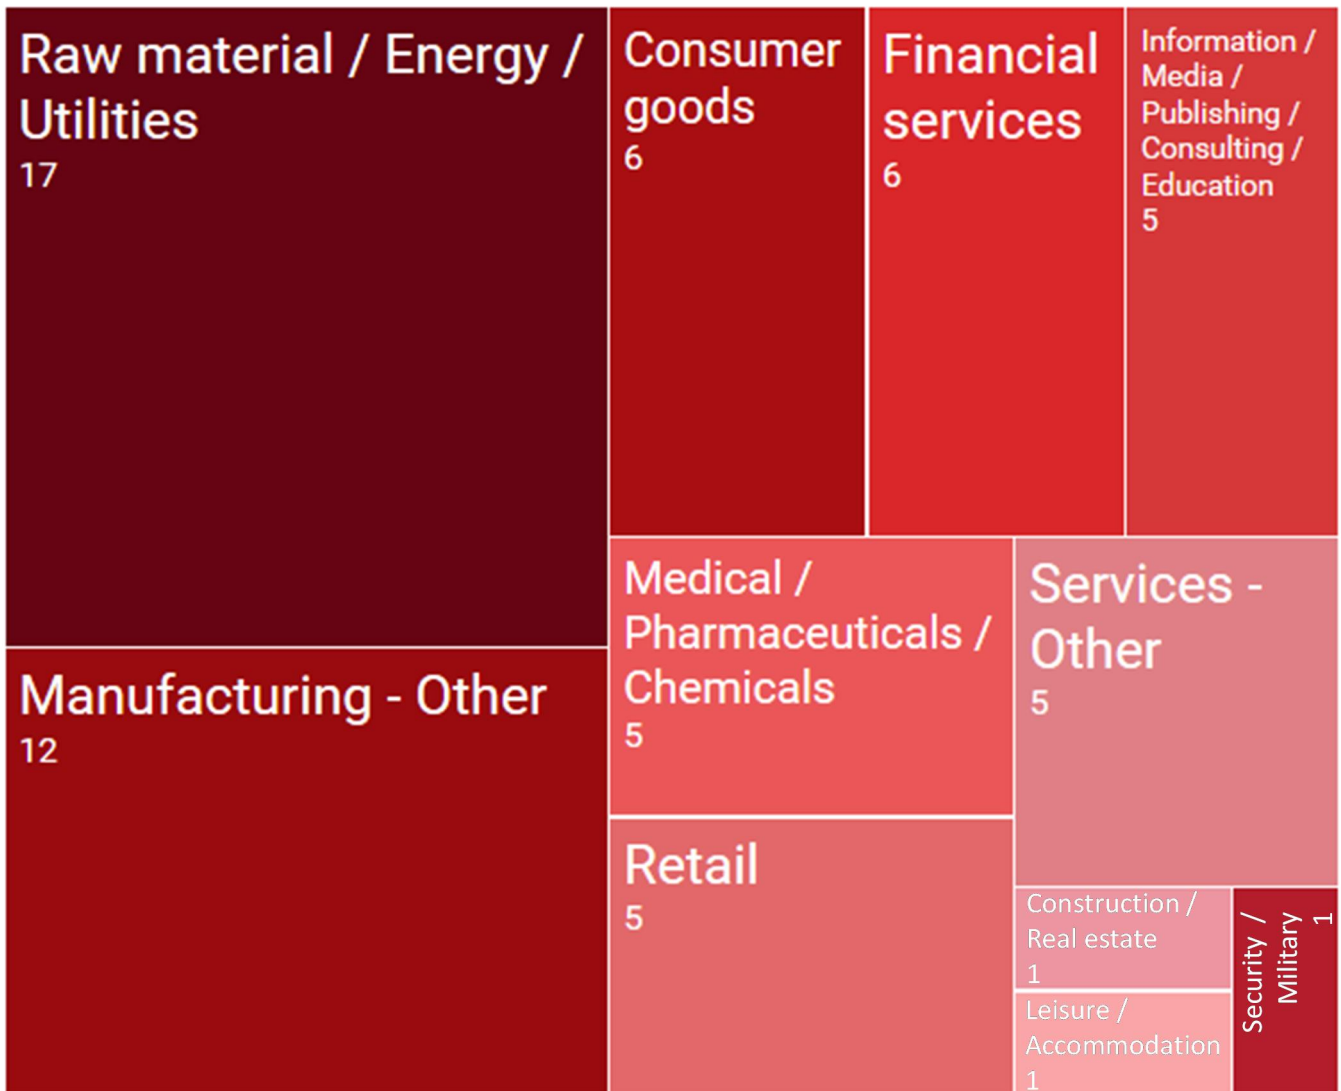 Raw material / Energy /
Utilities
17
Manufacturing - Other
12
Consumer
goods
6
Financial
services
6
Information /
Media /
Publishing /
Consulting /
Education
5
Medical /
Pharmaceuticals /
Chemicals
5
Retail
5
Services -
Other
5
Construction /
Real estate
1
Leisure /
Accommodation
1
Security /
Military
1